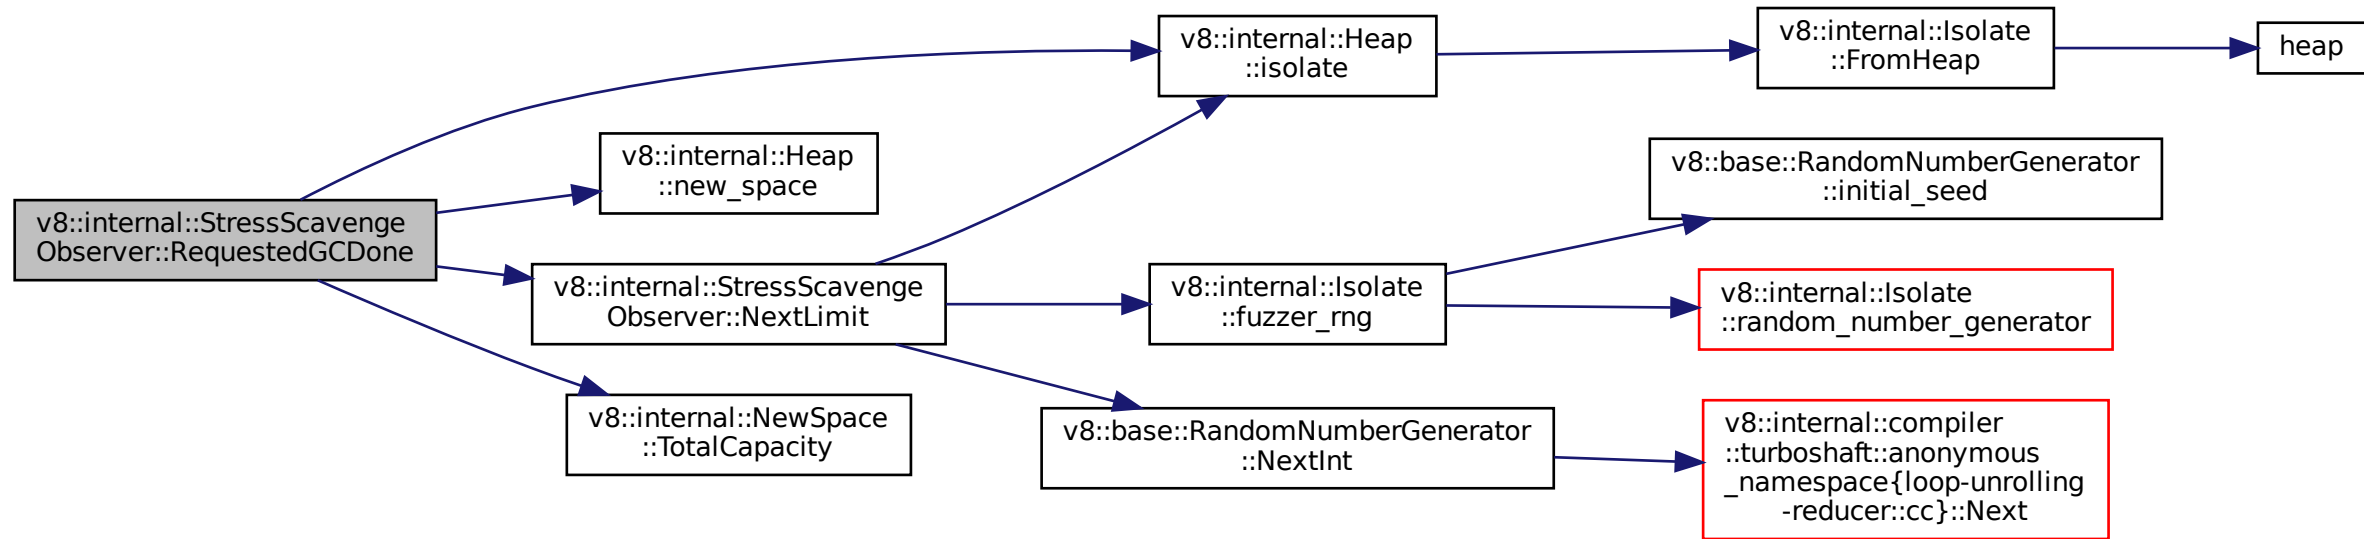 v8::internal::StressScavenge
Observer::RequestedGCDone
v8::internal::Heap
::isolate
v8::internal::Isolate
::FromHeap
heap
v8::internal::Heap
::new_space
v8::internal::StressScavenge
Observer::NextLimit
v8::internal::Isolate
::fuzzer_rng
v8::base::RandomNumberGenerator
::initial_seed
v8::internal::Isolate
::random_number_generator
v8::base::RandomNumberGenerator
::NextInt
v8::internal::compiler
::turboshaft::anonymous
_namespace{loop-unrolling
-reducer::cc}::Next
v8::internal::NewSpace
::TotalCapacity